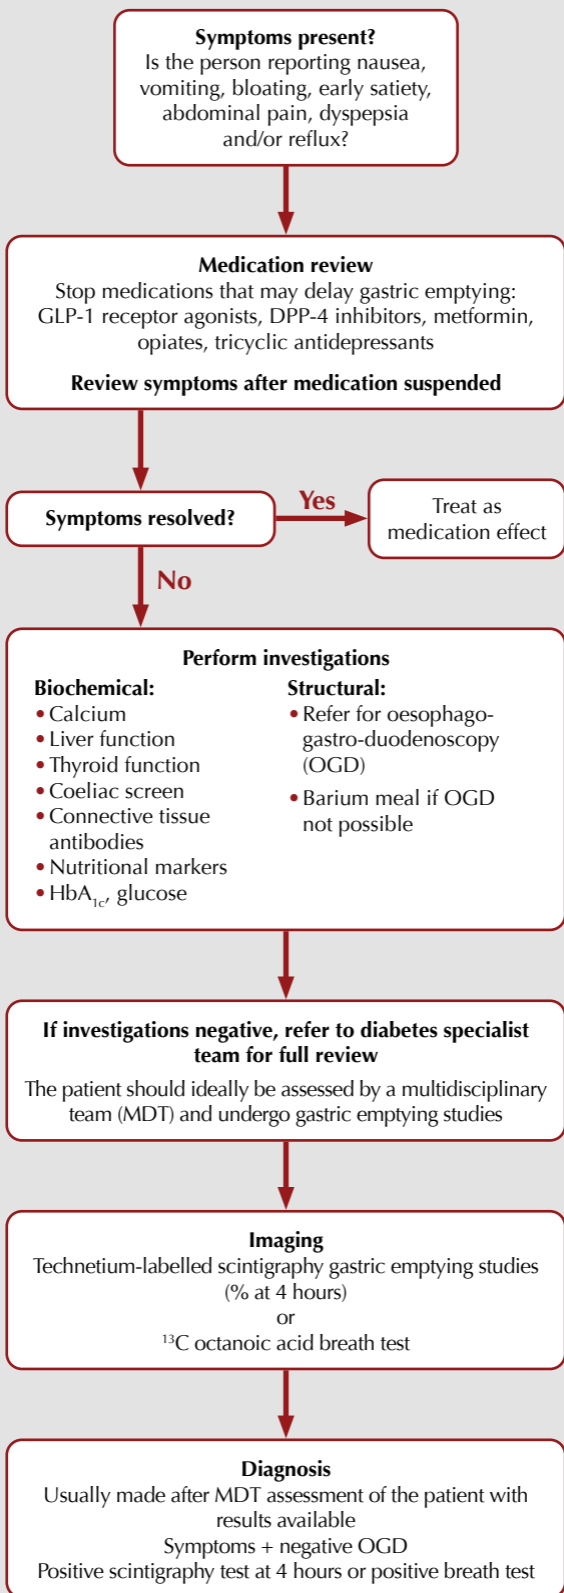 Symptoms present?
Is the person reporting nausea,
vomiting, bloating, early satiety,
abdominal pain, dyspepsia
and/or reflux?
Medication review
Stop medications that may delay gastric emptying:
GLP-1 receptor agonists, DPP-4 inhibitors, metformin,
opiates, tricyclic antidepressants
Review symptoms after medication suspended
Symptoms resolved?
Yes
Treat as
medication effect
No
Perform investigations
Biochemical:
• Calcium
• Liver function
• Thyroid function
• Coeliac screen
• Connective tissue
antibodies
• Nutritional markers
• HbA1c, glucose
Structural:
• Refer for oesophago-
gastro-duodenoscopy
(OGD)
• Barium meal if OGD
not possible
If investigations negative, refer to diabetes specialist
team for full review
The patient should ideally be assessed by a multidisciplinary
team (MDT) and undergo gastric emptying studies
Imaging
Technetium-labelled scintigraphy gastric emptying studies
(% at 4 hours)
or
¹³C octanoic acid breath test
Diagnosis
Usually made after MDT assessment of the patient with
results available
Symptoms + negative OGD
Positive scintigraphy test at 4 hours or positive breath test